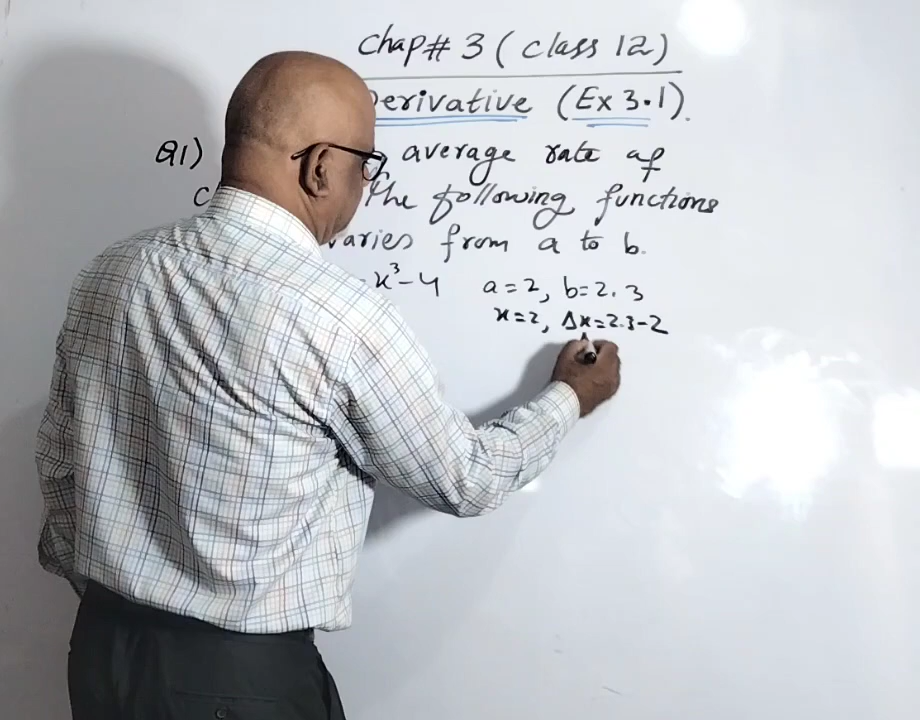 Chap# 3 ( class 12)
Derivative (Ex 3.1).
Q1) average rate of
c the following functions
varies from a to b.
= x³-4 a=2, b=2.3
x=2, Δx=2.3-2